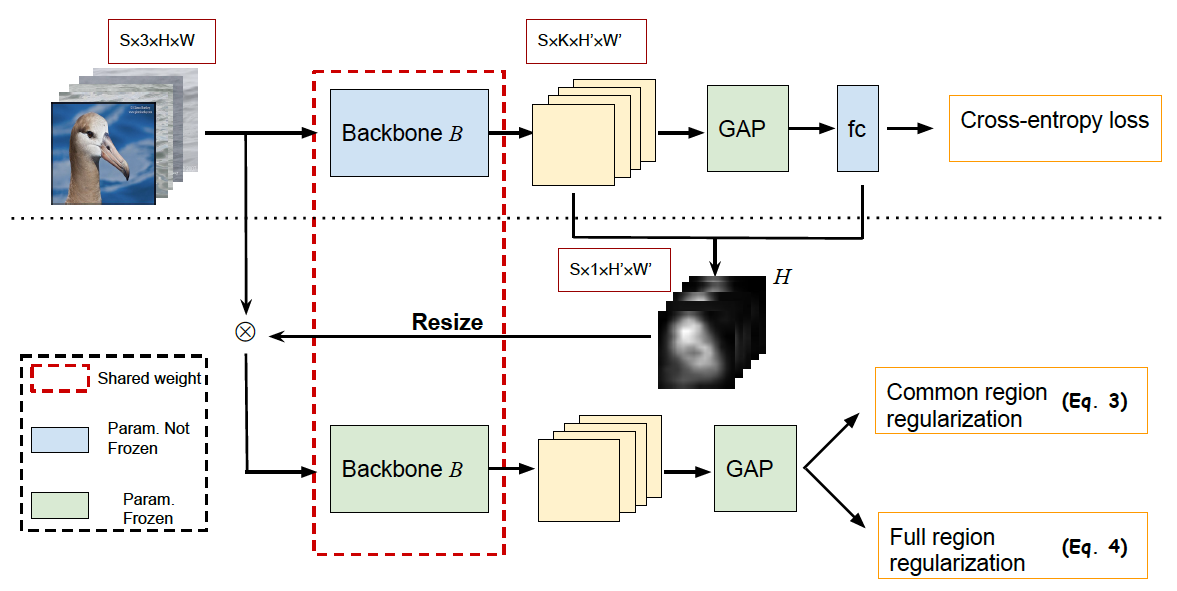 S×3×H×W
S×K×H'×W'
Backbone B
GAP
fc
Cross-entropy loss
S×1×H'×W'
H
⊗
Resize
Shared weight
Param. Not
Frozen
Param.
Frozen
Backbone B
GAP
Common region
regularization
(Eq. 3)
Full region
regularization
(Eq. 4)